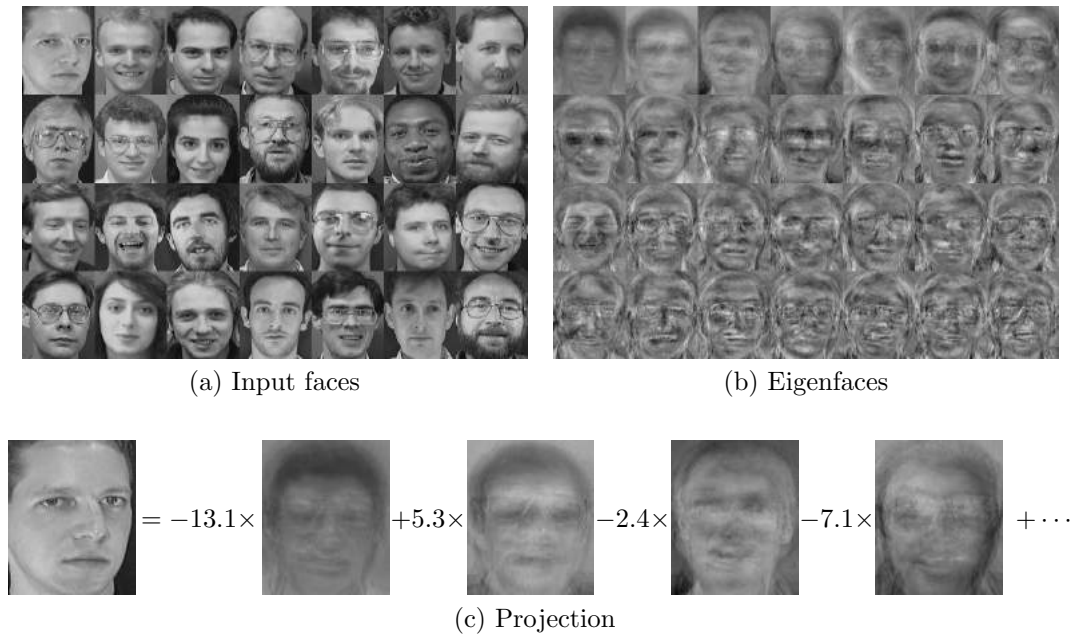 (a) Input faces
(b) Eigenfaces
= −13.1× +5.3× −2.4× −7.1× + · · ·
(c) Projection